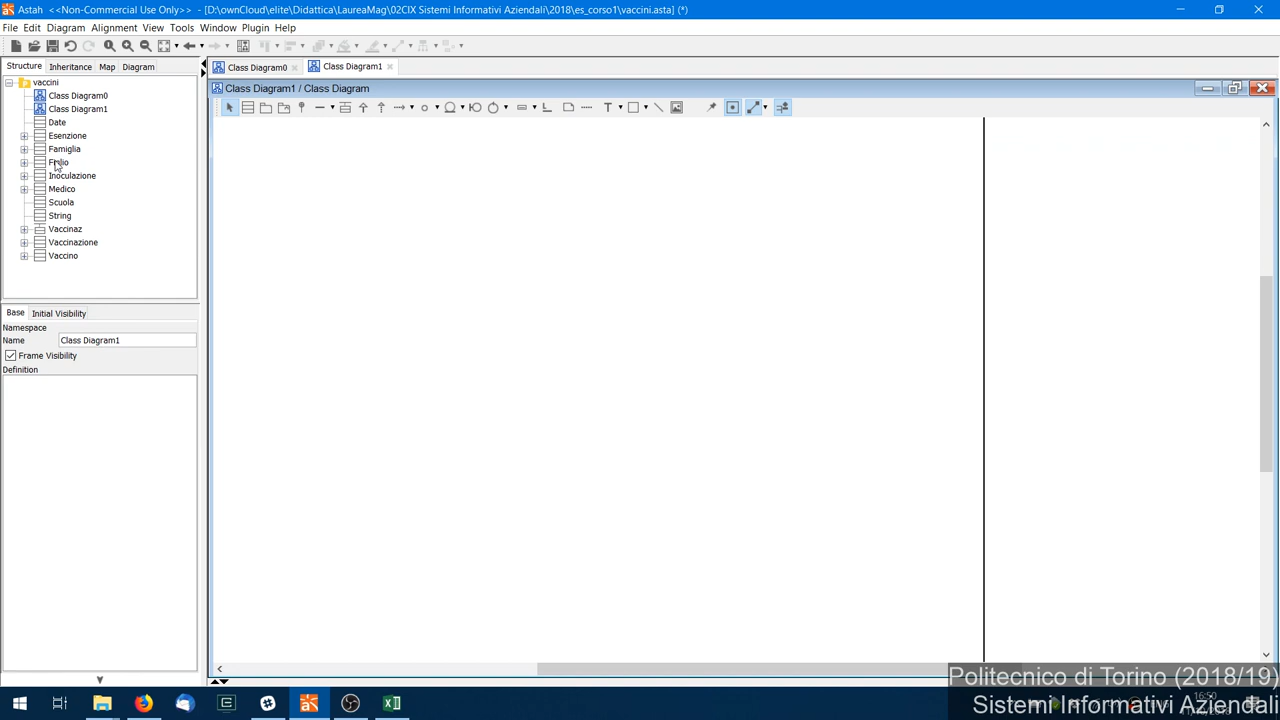 Astah <<Non-Commercial Use Only>> - [D:\ownCloud\elite\Didattica\LaureaMag\02CIX Sistemi Informativi Aziendali\2018\es_corso1\vaccini.asta] (*)
File Edit Diagram Alignment View Tools Window Plugin Help
Structure Inheritance Map Diagram
Class Diagram0 Class Diagram1
vaccini
Class Diagram1 / Class Diagram
Class Diagram0
Class Diagram1
Date
Esenzione
Famiglia
Figlio
Inoculazione
Medico
Scuola
String
Vaccinaz
Vaccinazione
Vaccino
Base Initial Visibility
Namespace
Name Class Diagram1
Frame Visibility
Definition
Politecnico di Torino (2018/19)
16:50
Sistemi Informativi Aziendali